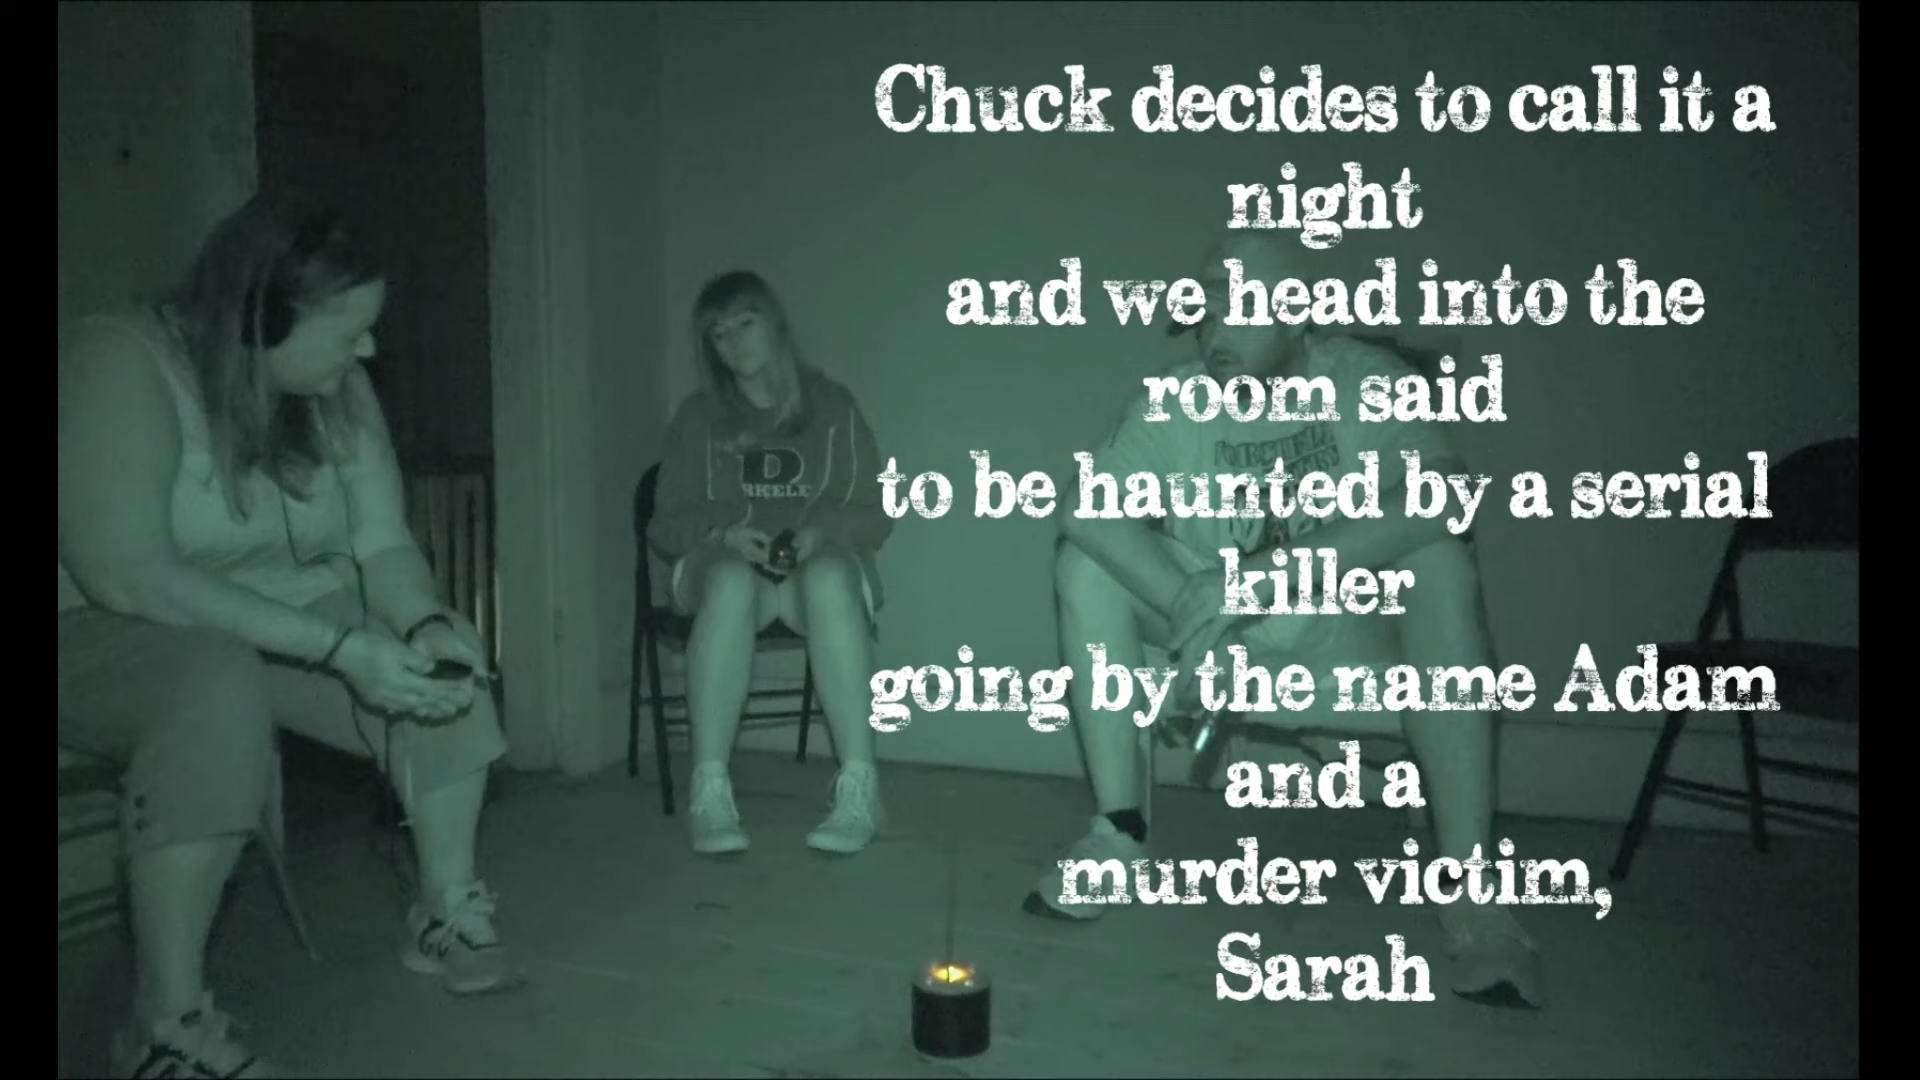 Chuck decides to call it a
night
and we head into the
room said
to be haunted by a serial
killer
going by the name Adam
and a
murder victim,
Sarah
D